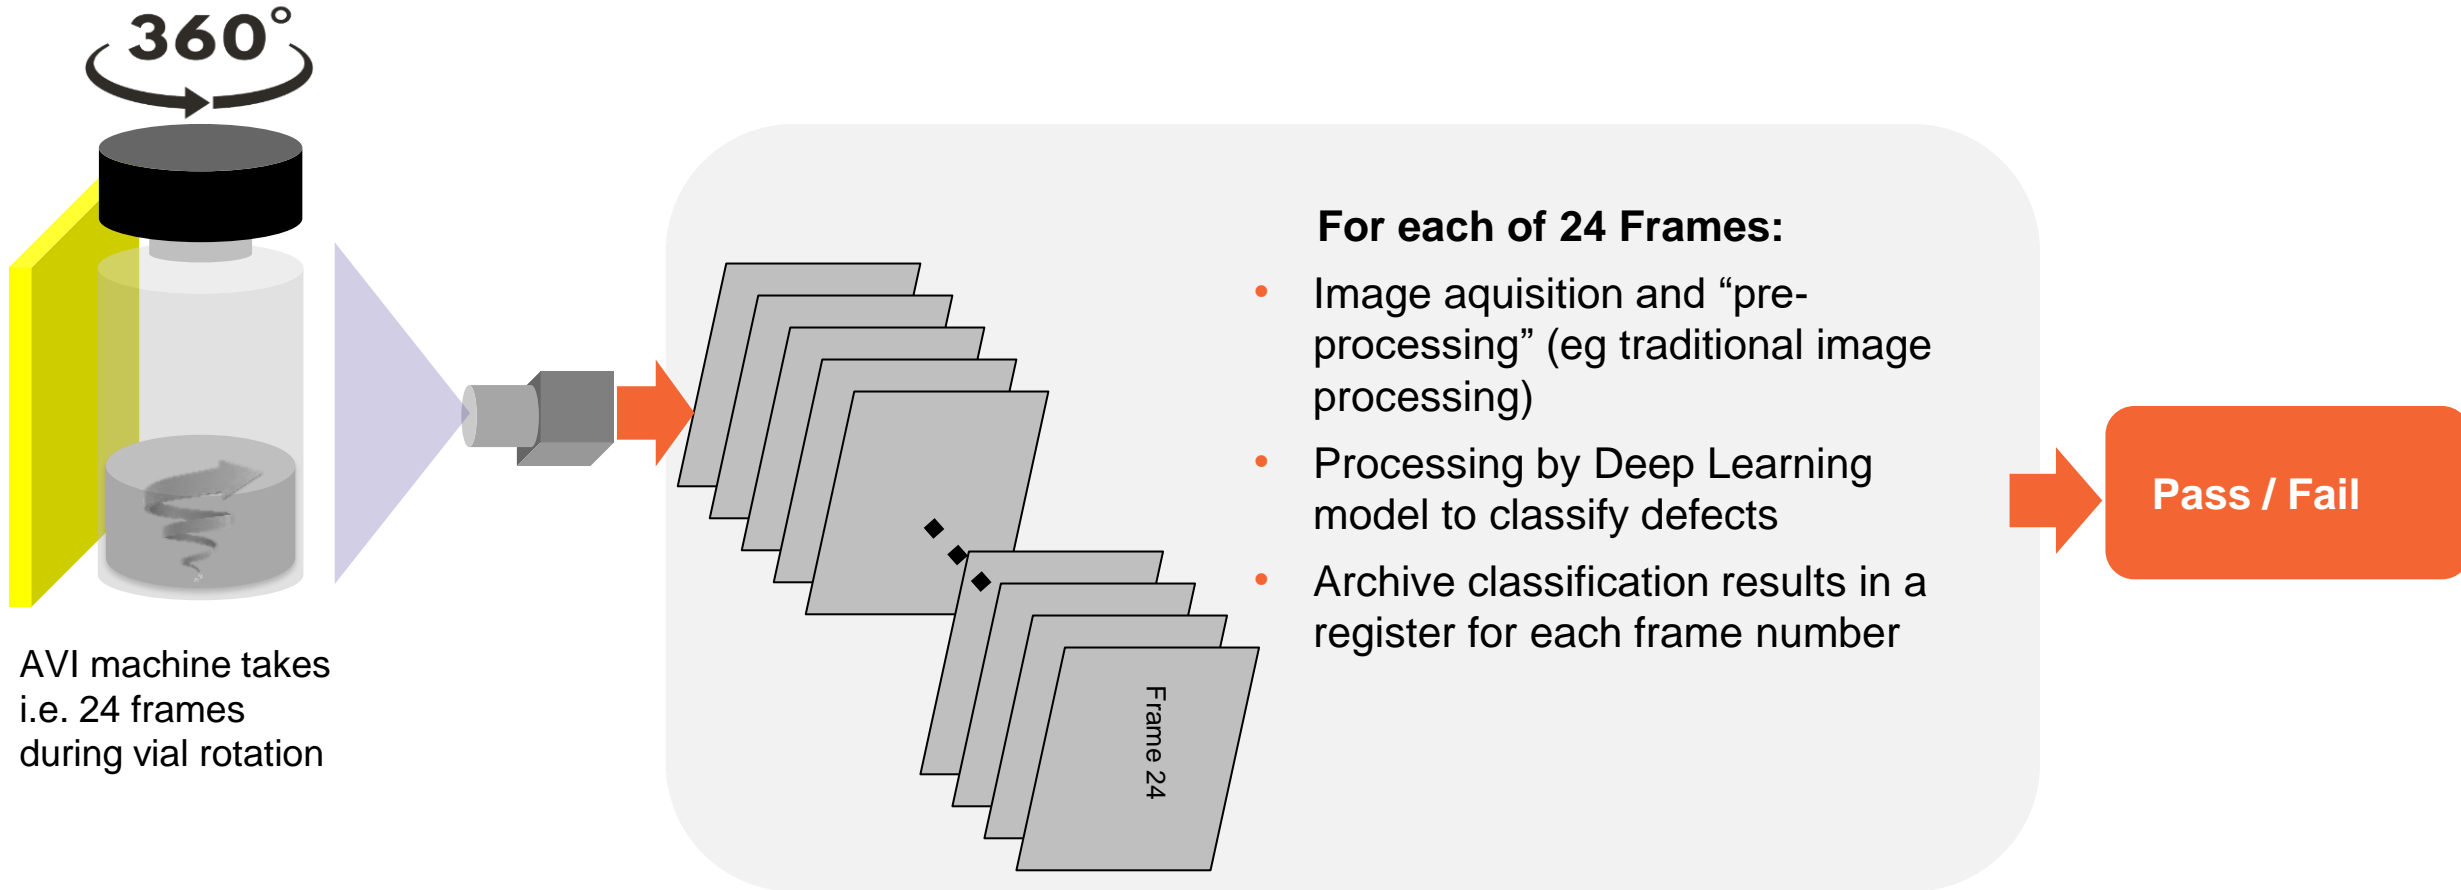 360°
AVI machine takes
i.e. 24 frames
during vial rotation
Frame 24
For each of 24 Frames:
• Image aquisition and “pre-
processing” (eg traditional image
processing)
• Processing by Deep Learning
model to classify defects
• Archive classification results in a
register for each frame number
Pass / Fail